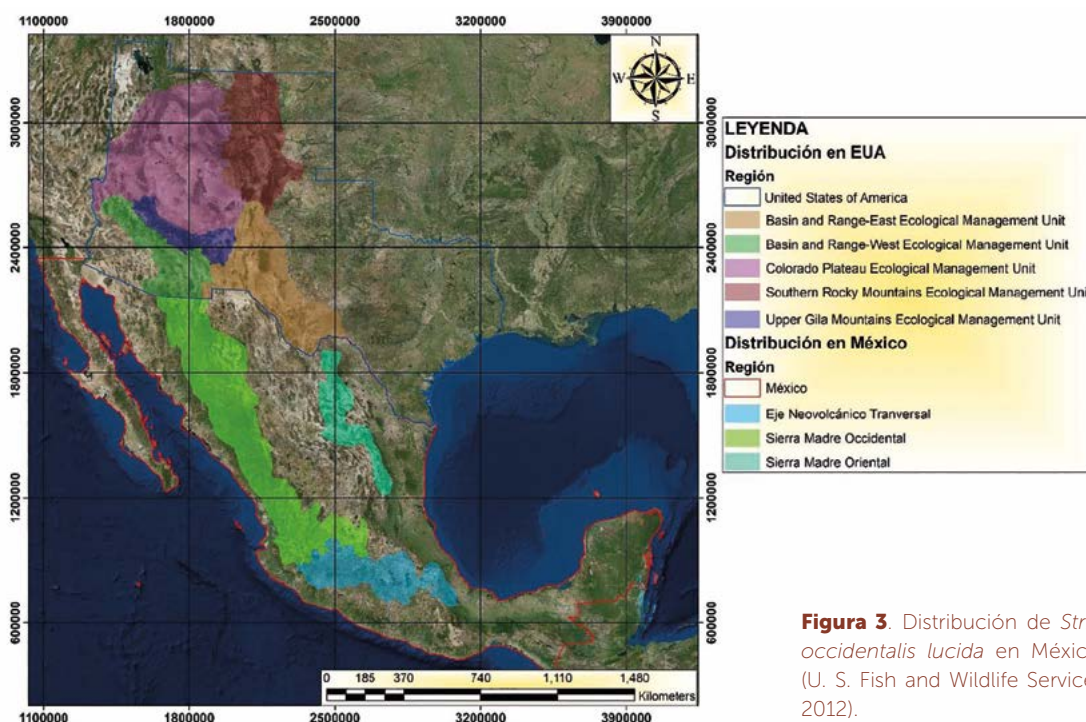 1100000 1800000 2500000 3200000 3900000
N
W E
S
3000000 3000000
2400000 2400000
1800000 1800000
1200000 1200000
600000 600000
0 185 370 740 1,110 1,480
Kilometers
1100000 1800000 2500000 3200000 3900000
LEYENDA
Distribución en EUA
Región
United States of America
Basin and Range-East Ecological Management Unit
Basin and Range-West Ecological Management Unit
Colorado Plateau Ecological Management Unit
Southern Rocky Mountains Ecological Management Uni
Upper Gila Mountains Ecological Management Unit
Distribución en México
Región
México
Eje Neovolcánico Tranversal
Sierra Madre Occidental
Sierra Madre Oriental
Figura 3. Distribución de Str
occidentalis lucida en Méxic
(U. S. Fish and Wildlife Service
2012).